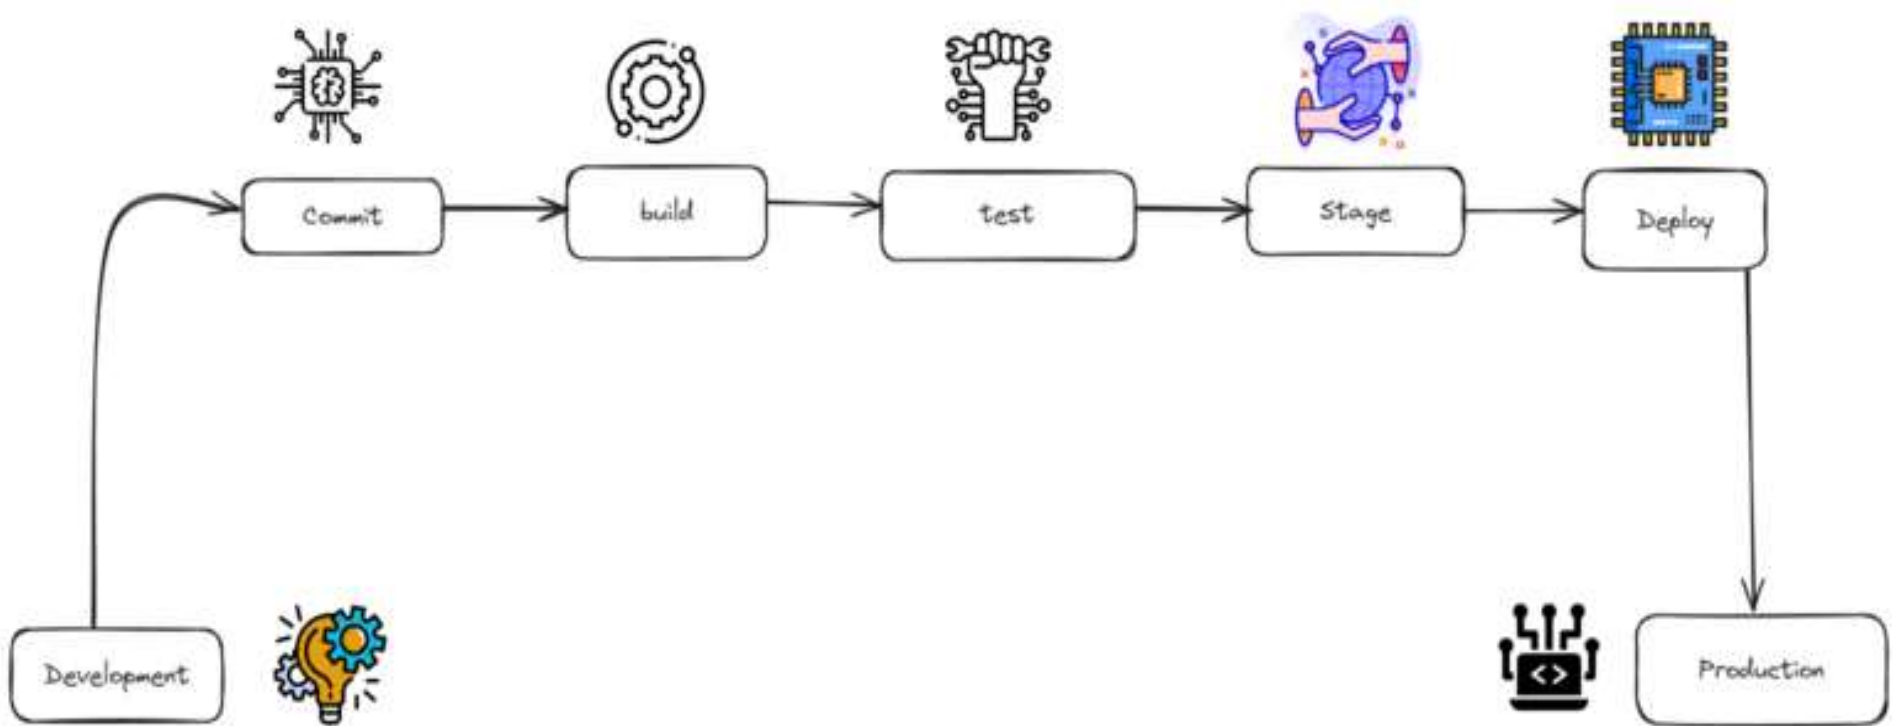 Commit
build
test
Stage
Deploy
Development
Production